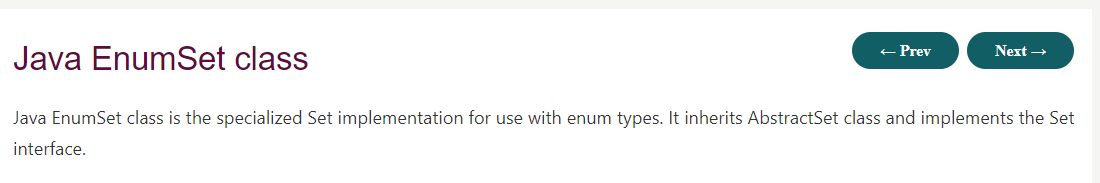 Java EnumSet class
← Prev
Next →
Java EnumSet class is the specialized Set implementation for use with enum types. It inherits AbstractSet class and implements the Set
interface.